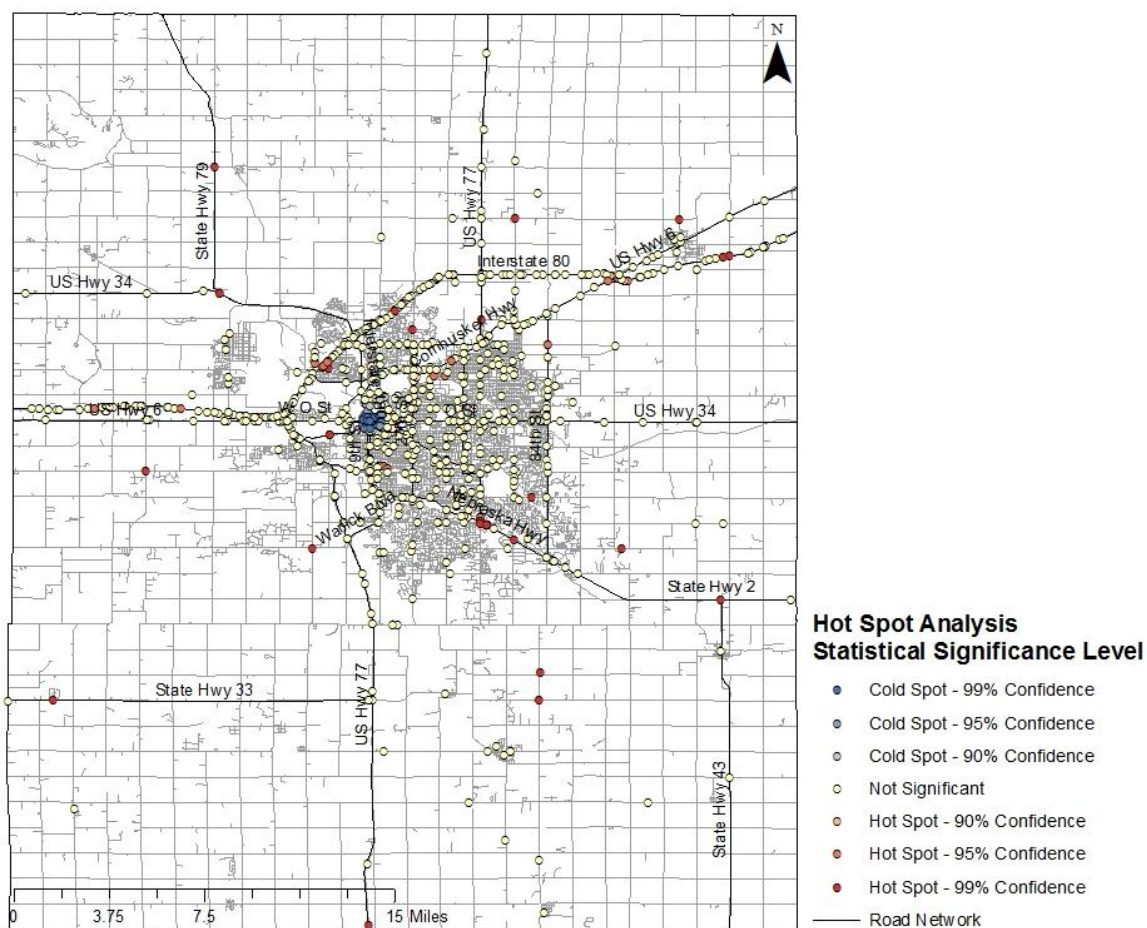 N
State Hwy 79
US Hwy 77
US Hwy 6
Interstate 80
US Hwy 34
Cornhusker Hwy
US Hwy 6
W O St
O St
US Hwy 34
9th St
84th St
Warlick Blvd
Nebraska Hwy
State Hwy 2
State Hwy 33
US Hwy 77
State Hwy 43
0 3.75 7.5 15 Miles
Hot Spot Analysis
Statistical Significance Level
Cold Spot - 99% Confidence
Cold Spot - 95% Confidence
Cold Spot - 90% Confidence
Not Significant
Hot Spot - 90% Confidence
Hot Spot - 95% Confidence
Hot Spot - 99% Confidence
Road Network